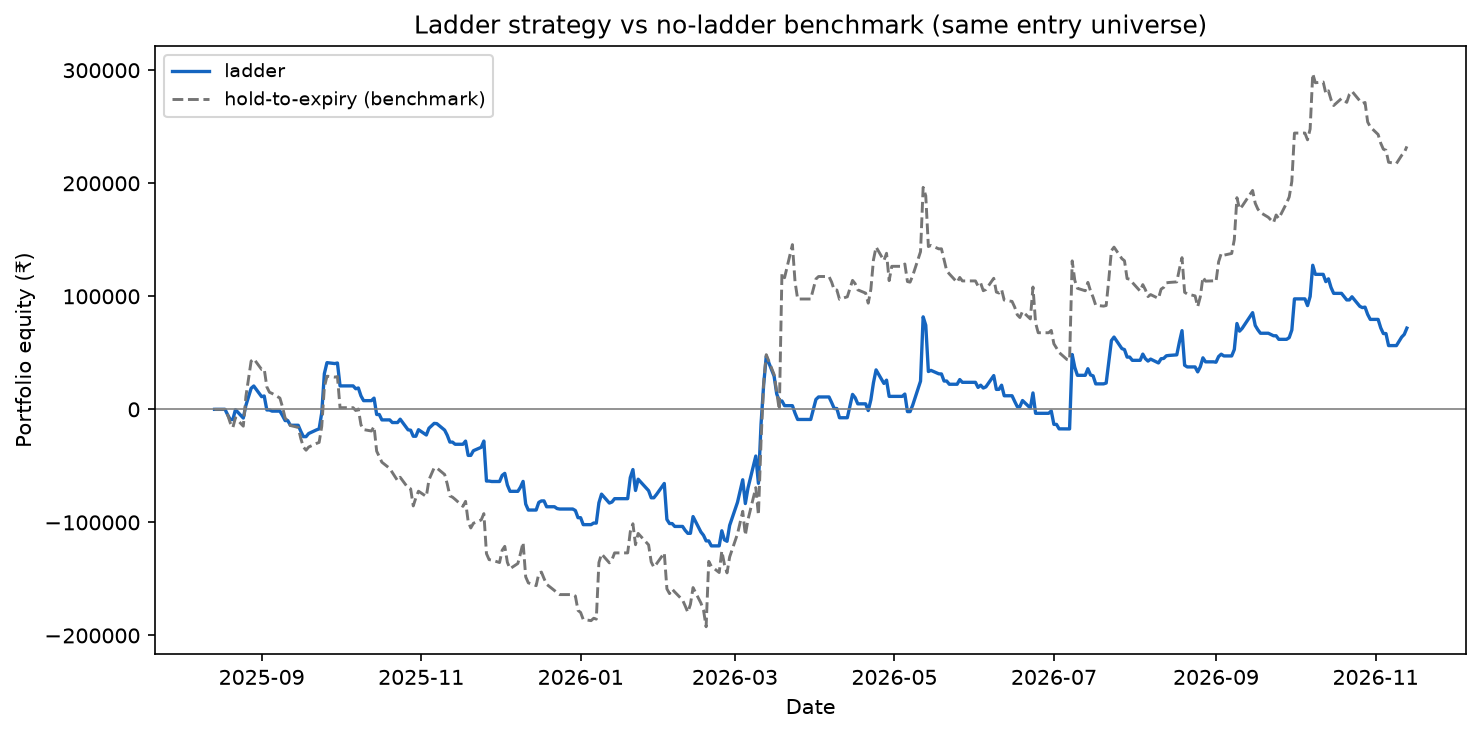 Ladder strategy vs no-ladder benchmark (same entry universe)
ladder
hold-to-expiry (benchmark)
Portfolio equity (₹)
300000
200000
100000
0
−100000
−200000
2025-09
2025-11
2026-01
2026-03
2026-05
2026-07
2026-09
2026-11
Date